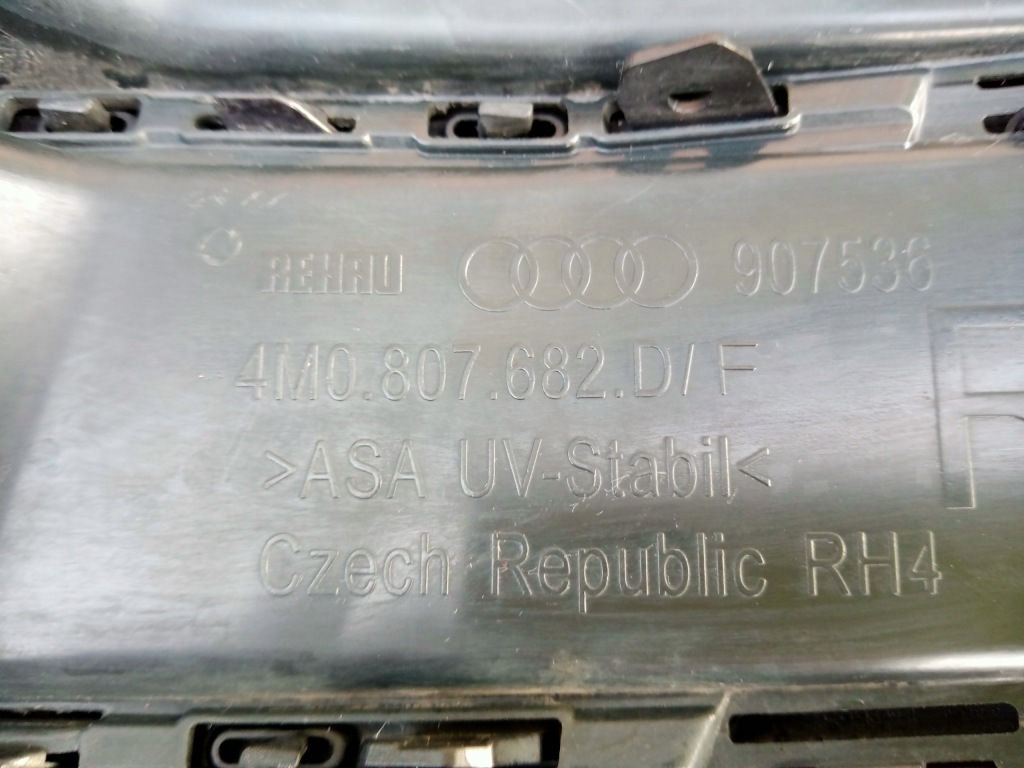 REHAU 907536
4M0.807.682.D/F
>ASA UV-Stabil<
Czech Republic RH4